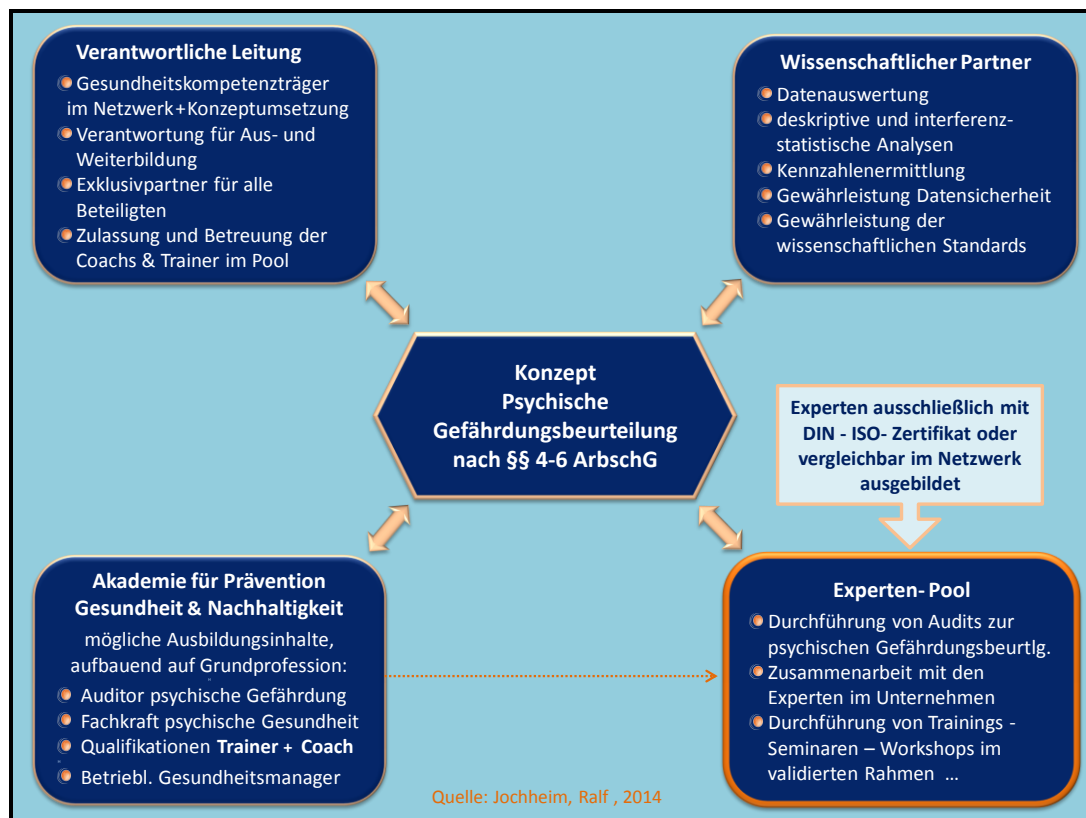 Verantwortliche Leitung
Gesundheitskompetenzträger
im Netzwerk+Konzeptumsetzung
Verantwortung für Aus- und
Weiterbildung
Exklusivpartner für alle
Beteiligten
Zulassung und Betreuung der
Coachs & Trainer im Pool
Wissenschaftlicher Partner
Datenauswertung
deskriptive und interferenz-
statistische Analysen
Kennzahlenermittlung
Gewährleistung Datensicherheit
Gewährleistung der
wissenschaftlichen Standards
Konzept
Psychische
Gefährdungsbeurteilung
nach §§ 4-6 ArbschG
Experten ausschließlich mit
DIN - ISO- Zertifikat oder
vergleichbar im Netzwerk
ausgebildet
Akademie für Prävention
Gesundheit & Nachhaltigkeit
mögliche Ausbildungsinhalte,
aufbauend auf Grundprofession:
Auditor psychische Gefährdung
Fachkraft psychische Gesundheit
Qualifikationen Trainer + Coach
Betriebl. Gesundheitsmanager
Experten- Pool
Durchführung von Audits zur
psychischen Gefährdungsbeurtlg.
Zusammenarbeit mit den
Experten im Unternehmen
Durchführung von Trainings -
Seminaren – Workshops im
validierten Rahmen ...
Quelle: Jochheim, Ralf , 2014